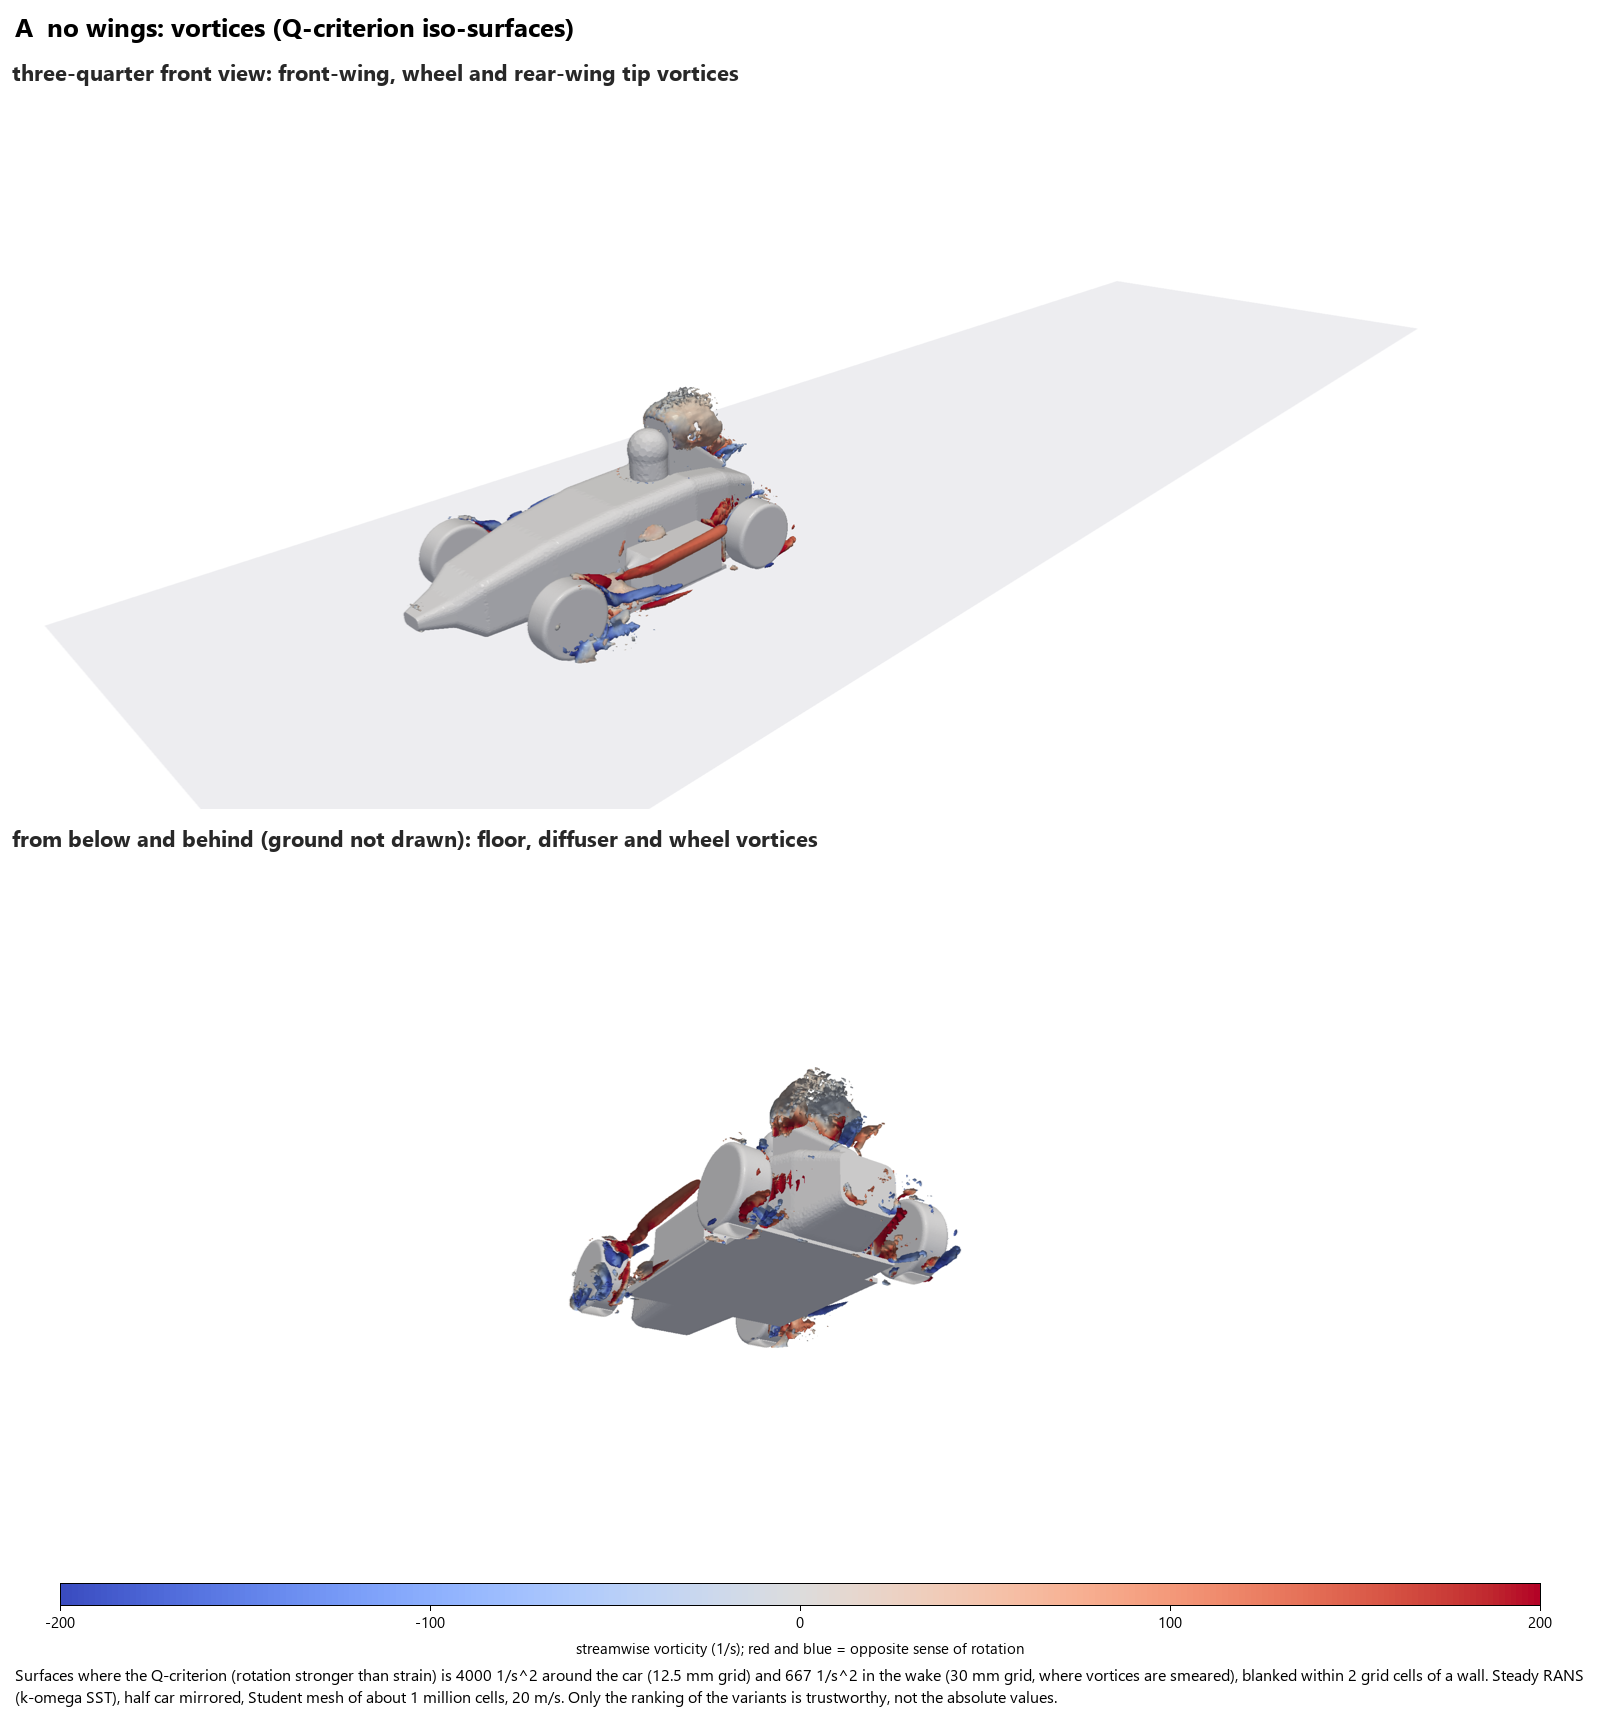 A no wings: vortices (Q-criterion iso-surfaces)
three-quarter front view: front-wing, wheel and rear-wing tip vortices
from below and behind (ground not drawn): floor, diffuser and wheel vortices
-200 -100 0 100 200
streamwise vorticity (1/s); red and blue = opposite sense of rotation
Surfaces where the Q-criterion (rotation stronger than strain) is 4000 1/s^2 around the car (12.5 mm grid) and 667 1/s^2 in the wake (30 mm grid, where vortices are smeared), blanked within 2 grid cells of a wall. Steady RANS
(k-omega SST), half car mirrored, Student mesh of about 1 million cells, 20 m/s. Only the ranking of the variants is trustworthy, not the absolute values.